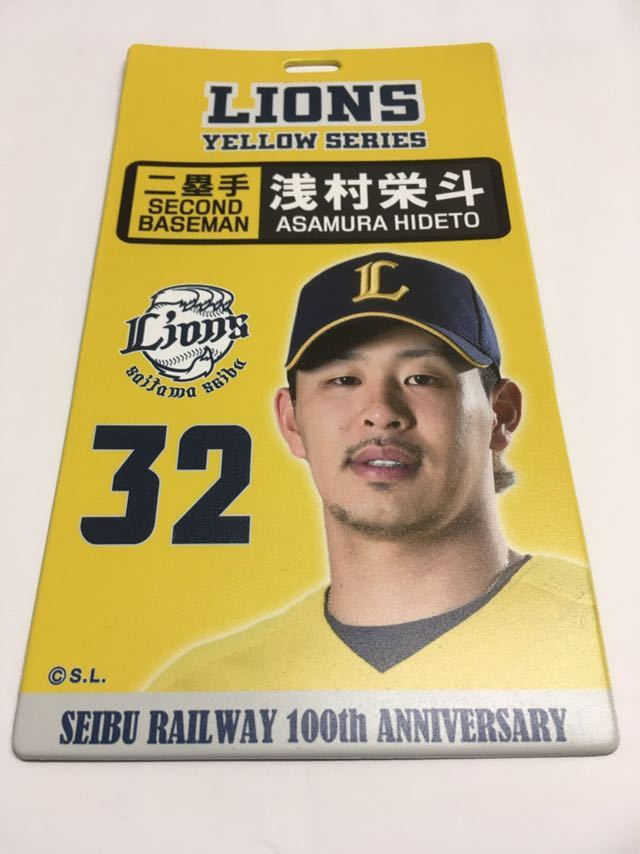 LIONS
YELLOW SERIES
二塁手
SECOND
BASEMAN
浅村栄斗
ASAMURA HIDETO
L
Lions
saitama seibu
32
©S.L.
SEIBU RAILWAY 100th ANNIVERSARY